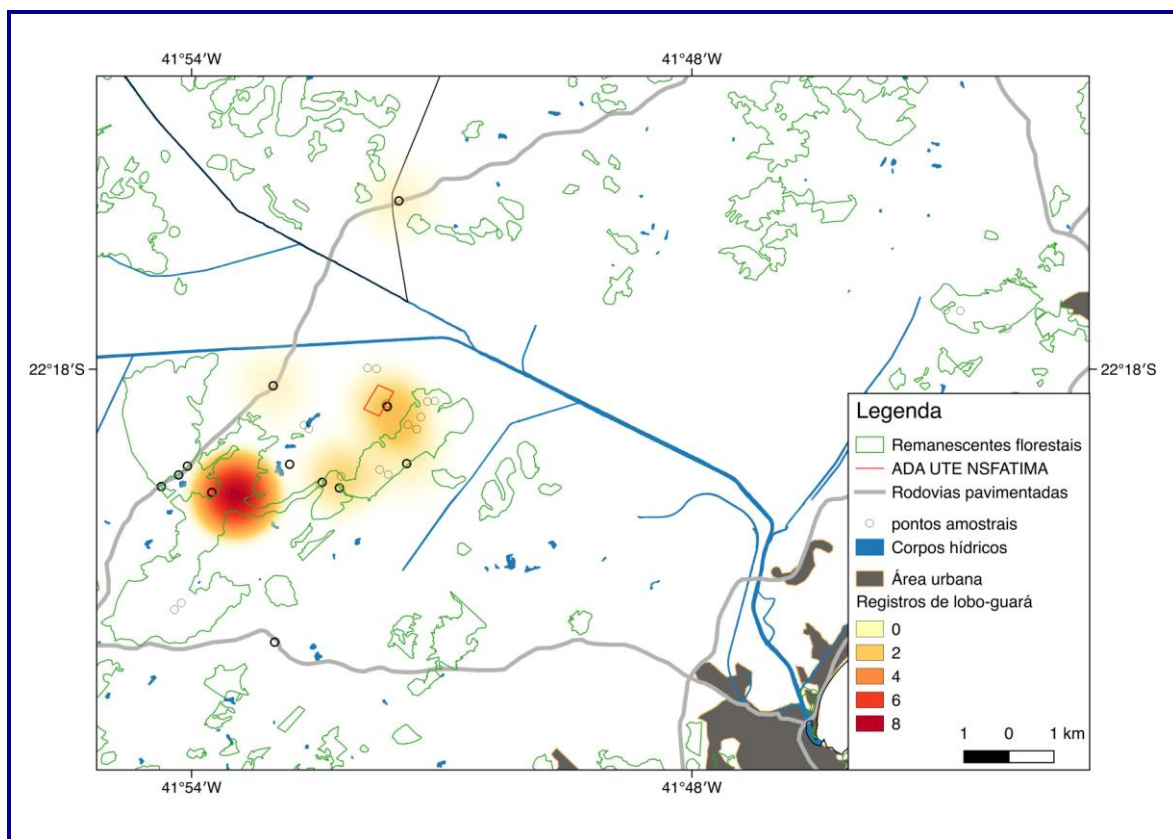 41°54′W
41°48′W
22°18′S
22°18′S
Legenda
Remanescentes florestais
ADA UTE NSFATIMA
Rodovias pavimentadas
pontos amostrais
Corpos hídricos
Área urbana
Registros de lobo-guará
0
2
4
6
8
1 0 1 km
41°54′W
41°48′W